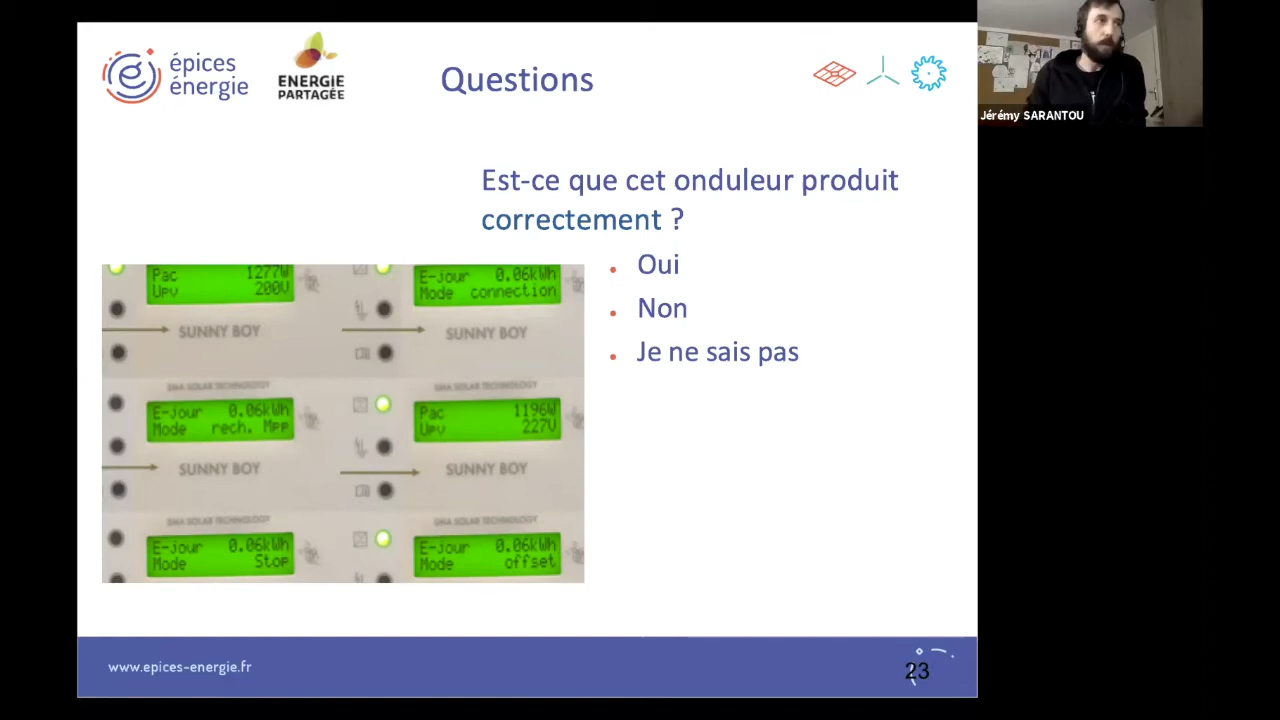 épices
énergie
ENERGIE
PARTAGÉE
Questions
Jérémy SARANTOU
Est-ce que cet onduleur produit
correctement ?
Oui
Non
Je ne sais pas
Pac 1277W
Upv 200V
SUNNY BOY
E-jour 0.06kWh
Mode connection
SUNNY BOY
SMA SOLAR TECHNOLOGY
E-jour 0.06kWh
Mode rech. Mpp
SUNNY BOY
SMA SOLAR TECHNOLOGY
Pac 1196W
Upv 227V
SUNNY BOY
SMA SOLAR TECHNOLOGY
E-jour 0.06kWh
Mode Stop
SMA SOLAR TECHNOLOGY
E-jour 0.06kWh
Mode offset
www.epices-energie.fr
23